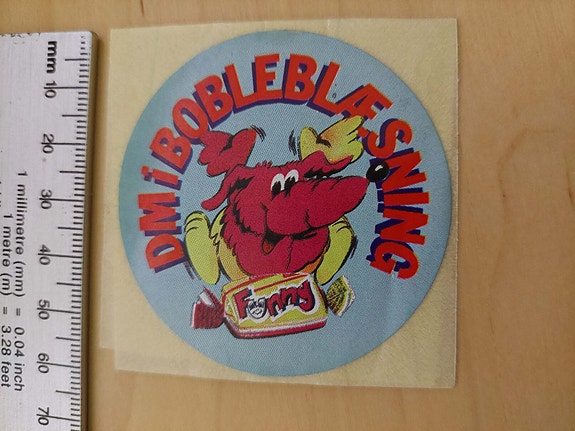 DM i BOBLEBLÆSNING
Funny
mm 10 20 30 40 50 60 70
1 millimetre (mm) = 0.04 inch
1 metre (m) = 3.28 feet